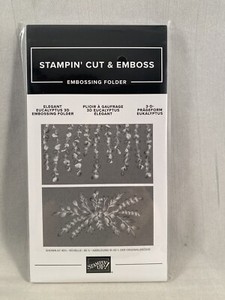 STAMPIN' CUT & EMBOSS
EMBOSSING FOLDER
ELEGANT
EUCALYPTUS 3D
EMBOSSING FOLDER
PLIOIR À GAUFRAGE
3D EUCALYPTUS
ÉLÉGANT
3-D-
PRÄGEFORM
EUKALYPTUS
STAMPIN' UP!